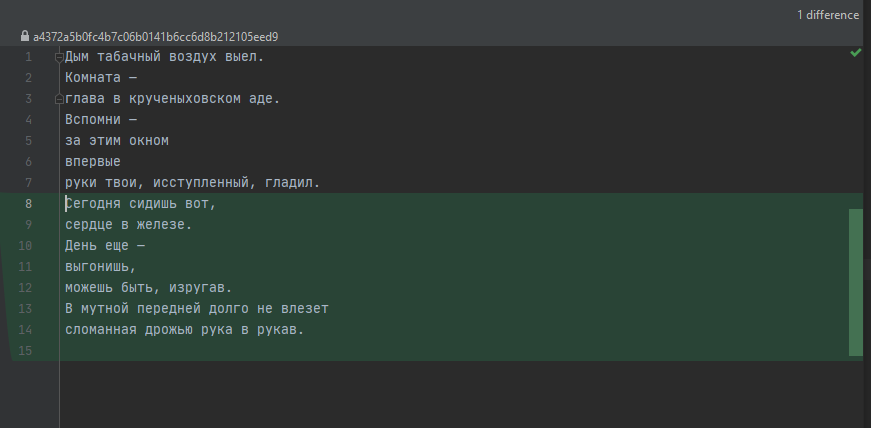 1 difference
a4372a5b0fc4b7c06b0141b6cc6d8b212105eed9
1 Дым табачный воздух выел.
2 Комната —
3 глава в крученыховском аде.
4 Вспомни —
5 за этим окном
6 впервые
7 руки твои, исступленный, гладил.
8 Сегодня сидишь вот,
9 сердце в железе.
10 День еще —
11 выгонишь,
12 можешь быть, изругав.
13 В мутной передней долго не влезет
14 сломанная дрожью рука в рукав.
15